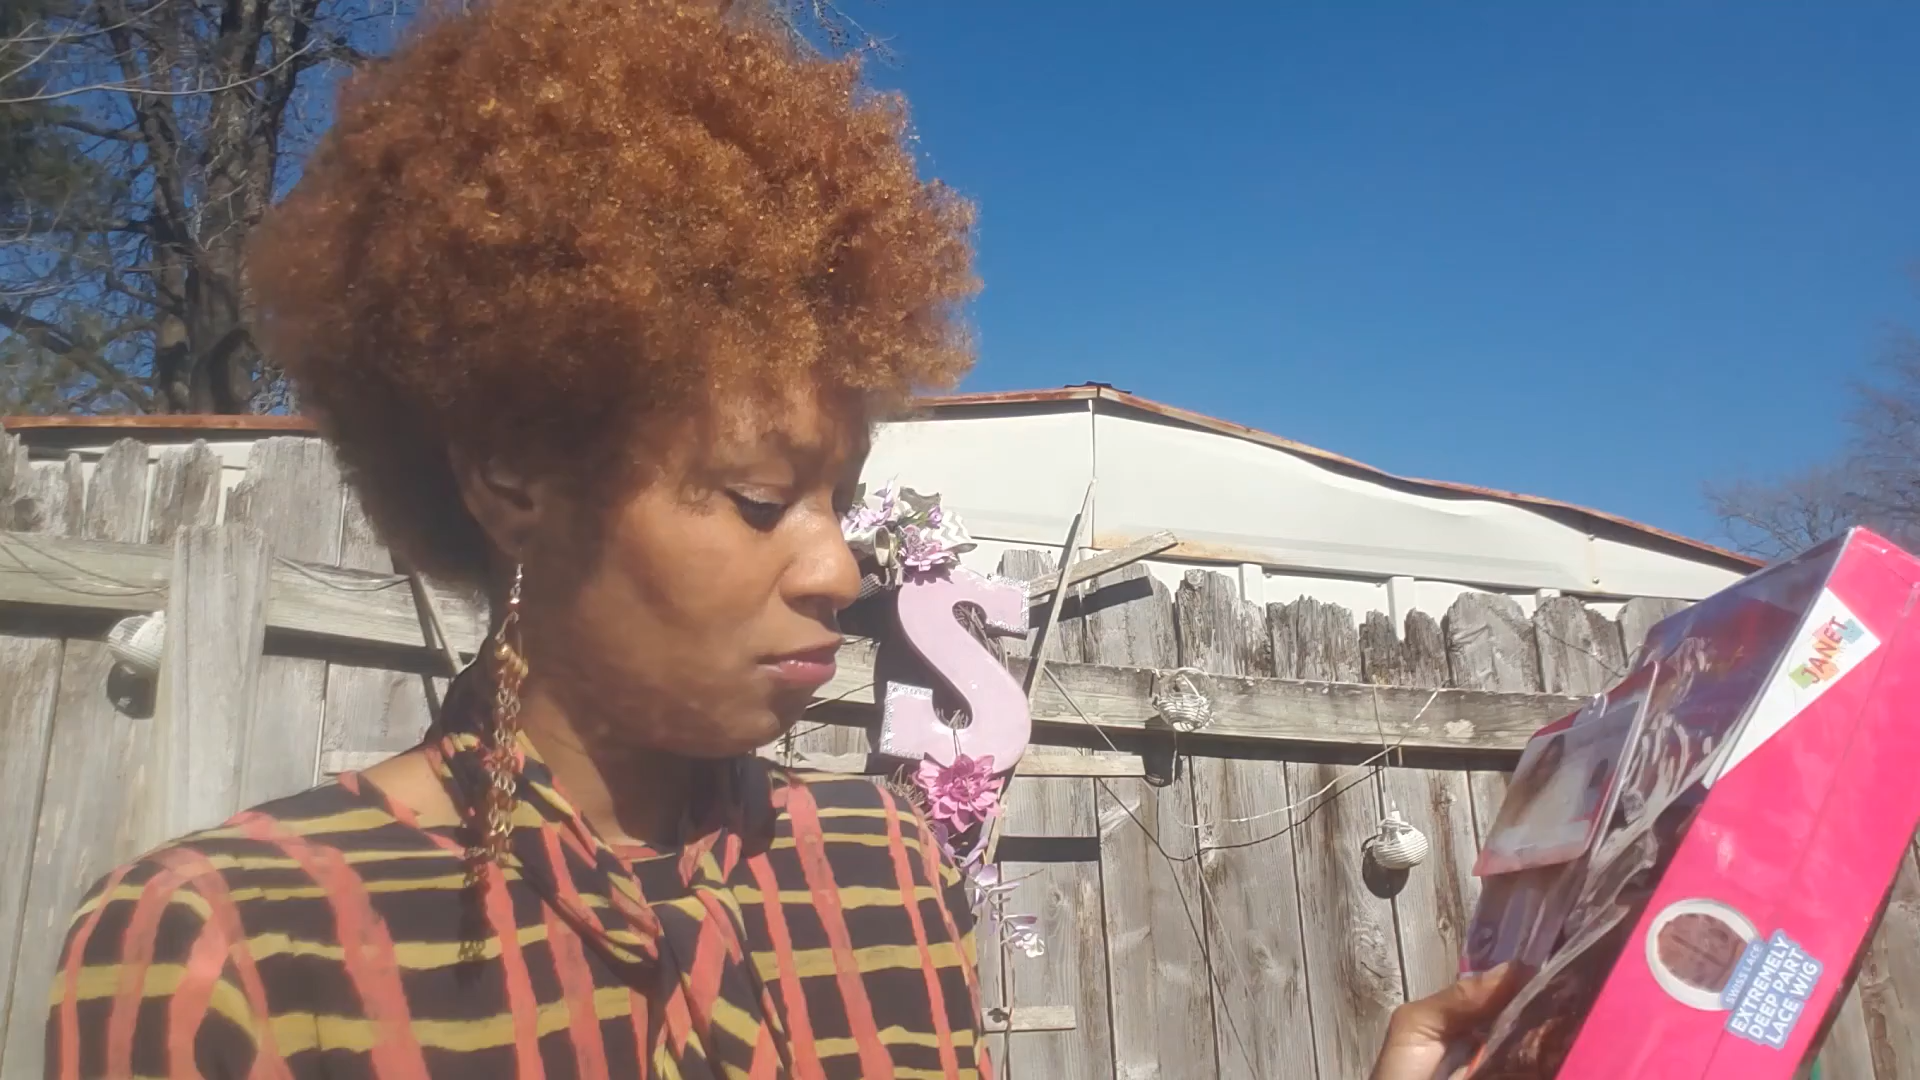 S
JANET
SWISS LACE
EXTREMELY
DEEP PART
LACE WIG